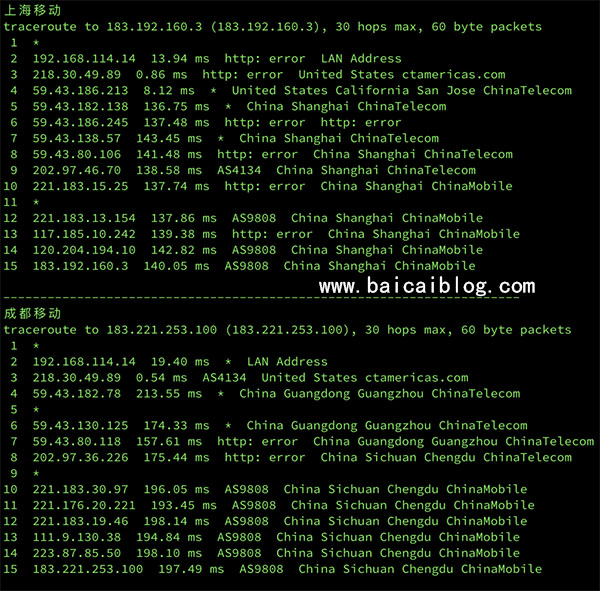 上海移动
traceroute to 183.192.160.3 (183.192.160.3), 30 hops max, 60 byte packets
1 *
2 192.168.114.14 13.94 ms http: error LAN Address
3 218.30.49.89 0.86 ms http: error United States ctamericas.com
4 59.43.186.213 8.12 ms * United States California San Jose ChinaTelecom
5 59.43.182.138 136.75 ms * China Shanghai ChinaTelecom
6 59.43.186.245 137.48 ms http: error http: error
7 59.43.138.57 143.45 ms * China Shanghai ChinaTelecom
8 59.43.80.106 141.48 ms http: error China Shanghai ChinaTelecom
9 202.97.46.70 138.58 ms AS4134 China Shanghai ChinaTelecom
10 221.183.15.25 137.74 ms http: error China Shanghai ChinaMobile
11 *
12 221.183.13.154 137.86 ms AS9808 China Shanghai ChinaMobile
13 117.185.10.242 139.38 ms http: error China Shanghai ChinaMobile
14 120.204.194.10 142.82 ms AS9808 China Shanghai ChinaMobile
15 183.192.160.3 140.05 ms AS9808 China Shanghai ChinaMobile
www.baicaiblog.com
----------------------------------------------------------------------
成都移动
traceroute to 183.221.253.100 (183.221.253.100), 30 hops max, 60 byte packets
1 *
2 192.168.114.14 19.40 ms * LAN Address
3 218.30.49.89 0.54 ms AS4134 United States ctamericas.com
4 59.43.182.78 213.55 ms * China Guangdong Guangzhou ChinaTelecom
5 *
6 59.43.130.125 174.33 ms * China Guangdong Guangzhou ChinaTelecom
7 59.43.80.118 157.61 ms http: error China Guangdong Guangzhou ChinaTelecom
8 202.97.36.226 175.44 ms http: error China Sichuan Chengdu ChinaTelecom
9 *
10 221.183.30.97 196.05 ms AS9808 China Sichuan Chengdu ChinaMobile
11 221.176.20.221 193.45 ms AS9808 China Sichuan Chengdu ChinaMobile
12 221.183.19.46 198.14 ms AS9808 China Sichuan Chengdu ChinaMobile
13 111.9.130.38 194.84 ms AS9808 China Sichuan Chengdu ChinaMobile
14 223.87.85.50 198.10 ms AS9808 China Sichuan Chengdu ChinaMobile
15 183.221.253.100 197.49 ms AS9808 China Sichuan Chengdu ChinaMobile